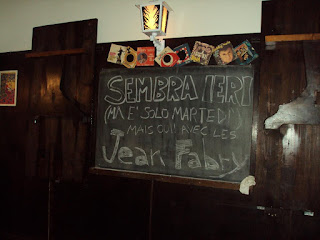 SEMBRA IERI
(MA E' SOLO MARTEDI')
MAIS OUI AVEC LES
Jean Fabry